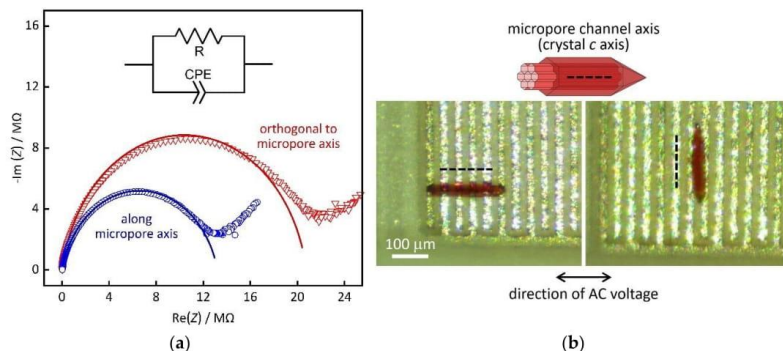 16
-Im (Z) / MΩ
12
8
4
0
R
CPE
orthogonal to
micropore axis
along
micropore axis
0 4 8 12 16 20 24
Re(Z) / MΩ
(a)
micropore channel axis
(crystal c axis)
100 µm
direction of AC voltage
(b)